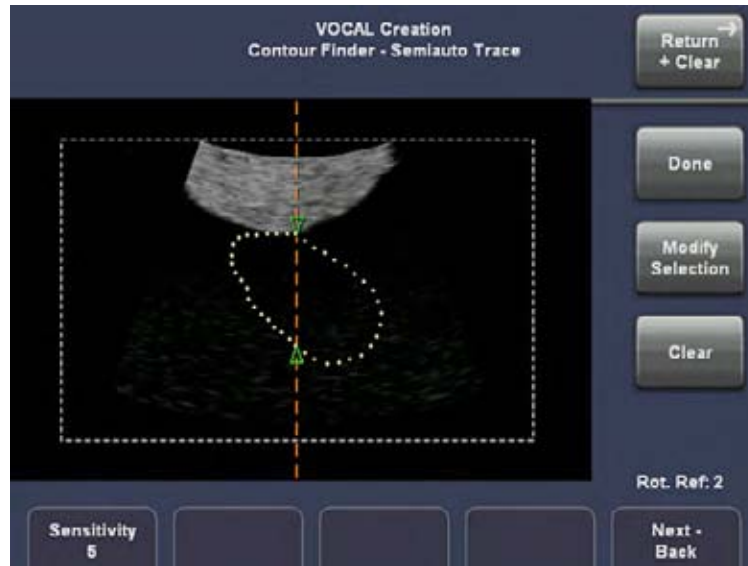 VOCAL Creation
Contour Finder - Semiauto Trace
Return
+ Clear
Done
Modify
Selection
Clear
Rot. Ref: 2
Sensitivity
5
Next -
Back